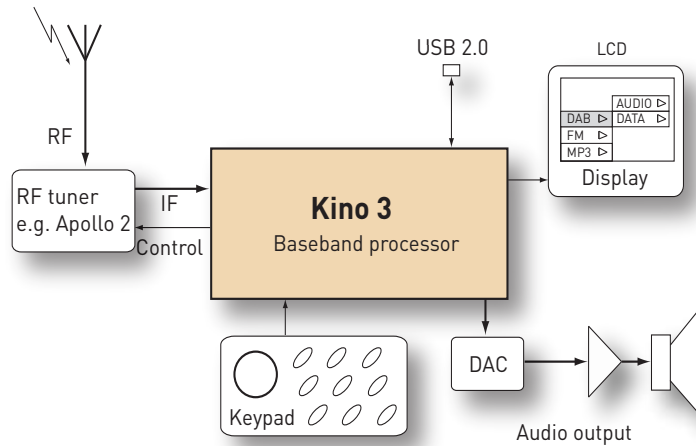 USB 2.0
LCD
AUDIO
DAB
DATA
FM
MP3
Display
RF
RF tuner
e.g. Apollo 2
IF
Control
Kino 3
Baseband processor
Keypad
DAC
Audio output